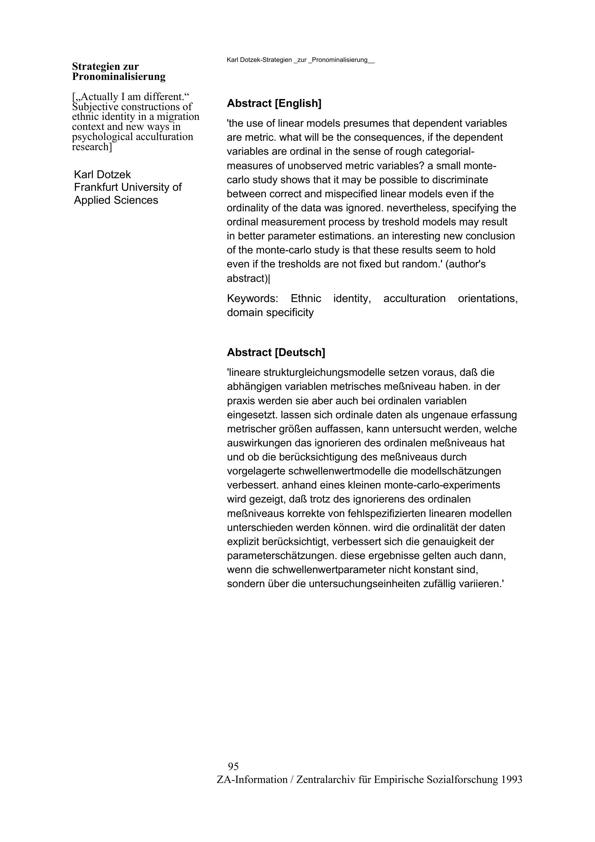 Karl Dotzek-Strategien _zur _Pronominalisierung__
Strategien zur
Pronominalisierung
[„Actually I am different.“
Subjective constructions of
ethnic identity in a migration
context and new ways in
psychological acculturation
research]
Karl Dotzek
Frankfurt University of
Applied Sciences
Abstract [English]
'the use of linear models presumes that dependent variables
are metric. what will be the consequences, if the dependent
variables are ordinal in the sense of rough categorial-
measures of unobserved metric variables? a small monte-
carlo study shows that it may be possible to discriminate
between correct and mispecified linear models even if the
ordinality of the data was ignored. nevertheless, specifying the
ordinal measurement process by treshold models may result
in better parameter estimations. an interesting new conclusion
of the monte-carlo study is that these results seem to hold
even if the tresholds are not fixed but random.' (author's
abstract)|
Keywords: Ethnic identity, acculturation orientations,
domain specificity
Abstract [Deutsch]
'lineare strukturgleichungsmodelle setzen voraus, daß die
abhängigen variablen metrisches meßniveau haben. in der
praxis werden sie aber auch bei ordinalen variablen
eingesetzt. lassen sich ordinale daten als ungenaue erfassung
metrischer größen auffassen, kann untersucht werden, welche
auswirkungen das ignorieren des ordinalen meßniveaus hat
und ob die berücksichtigung des meßniveaus durch
vorgelagerte schwellenwertmodelle die modellschätzungen
verbessert. anhand eines kleinen monte-carlo-experiments
wird gezeigt, daß trotz des ignorierens des ordinalen
meßniveaus korrekte von fehlspezifizierten linearen modellen
unterschieden werden können. wird die ordinalität der daten
explizit berücksichtigt, verbessert sich die genauigkeit der
parameterschätzungen. diese ergebnisse gelten auch dann,
wenn die schwellenwertparameter nicht konstant sind,
sondern über die untersuchungseinheiten zufällig variieren.'
95
ZA-Information / Zentralarchiv für Empirische Sozialforschung 1993